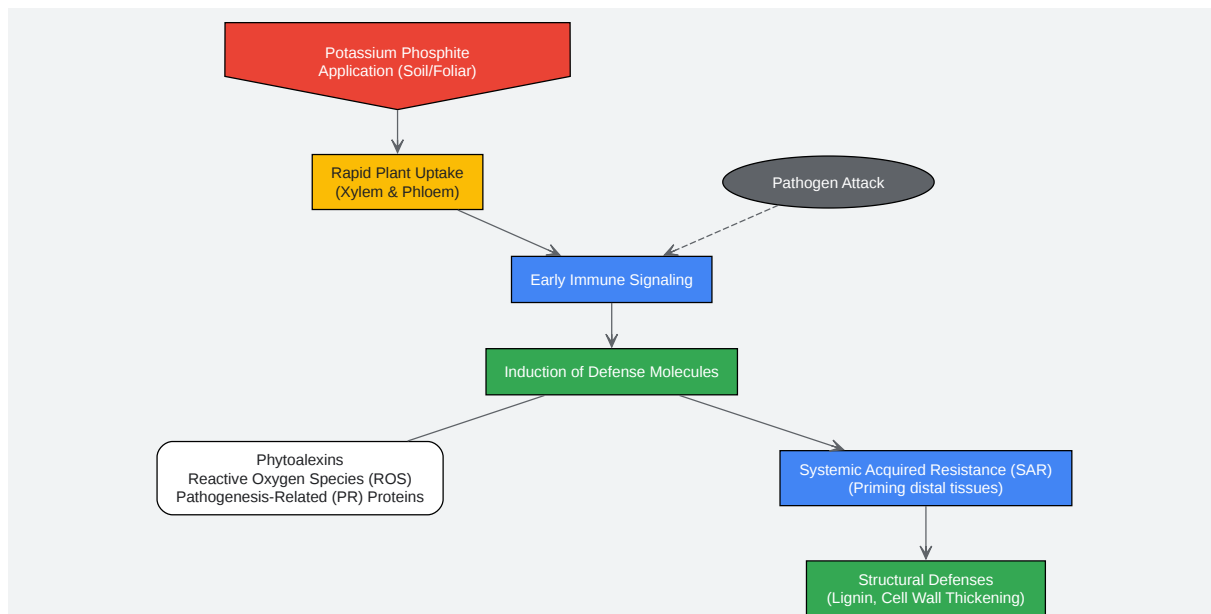 Potassium Phosphite
Application (Soil/Foliar)
Rapid Plant Uptake
(Xylem & Phloem)
Pathogen Attack
Early Immune Signaling
Induction of Defense Molecules
Phytoalexins
Reactive Oxygen Species (ROS)
Pathogenesis-Related (PR) Proteins
Systemic Acquired Resistance (SAR)
(Priming distal tissues)
Structural Defenses
(Lignin, Cell Wall Thickening)